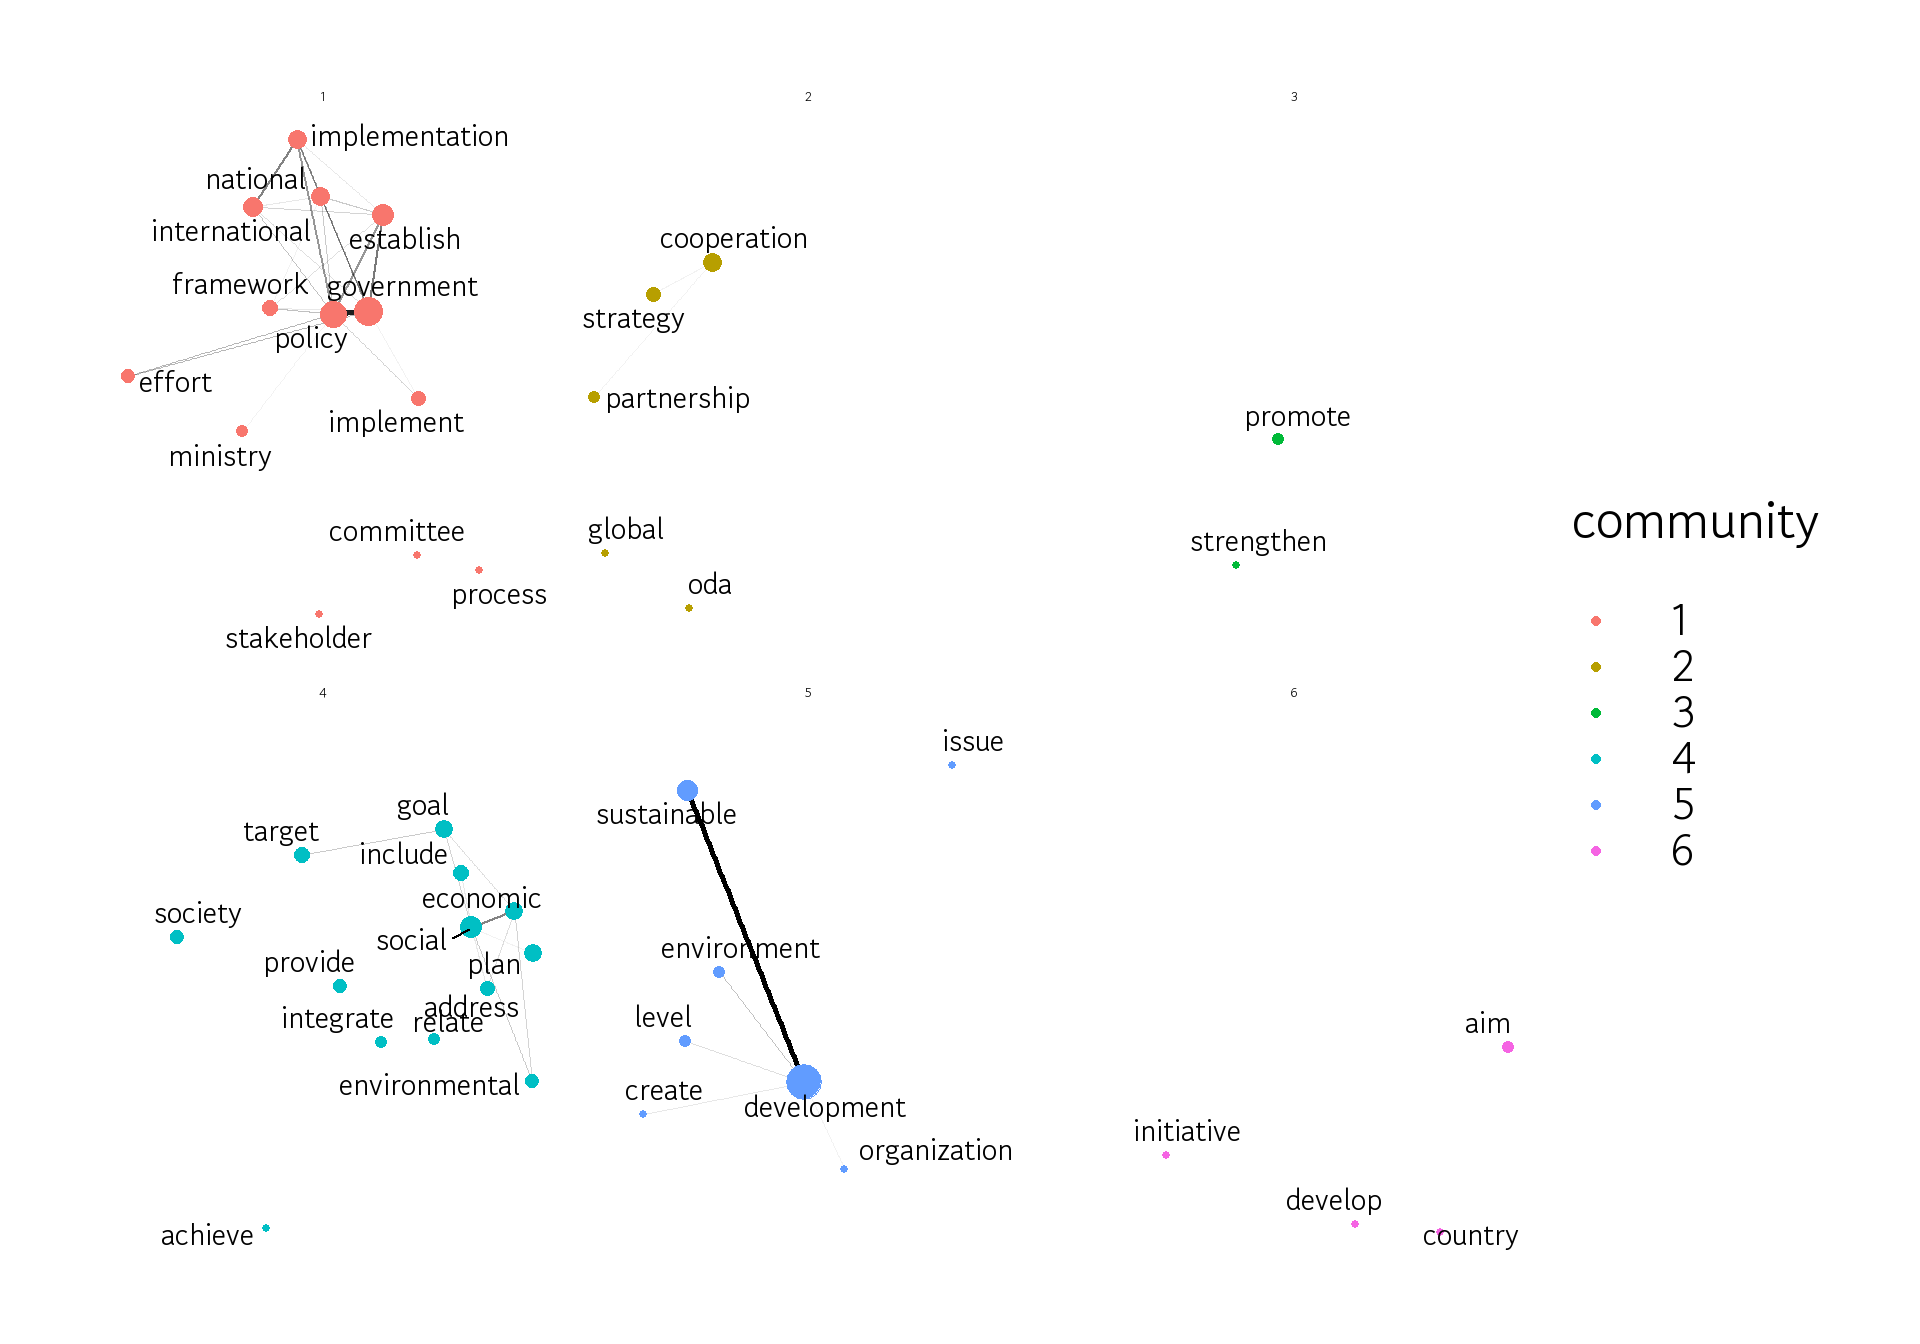 1
2
3
implementation
national
international
establish
cooperation
framework
government
strategy
policy
effort
partnership
implement
ministry
promote
committee
global
strengthen
process
oda
stakeholder
community
1
2
3
4
5
6
4
5
6
issue
goal
target
include
sustainable
economic
society
social
environment
provide
plan
address
integrate
relate
level
aim
environmental
create
development
organization
initiative
develop
achieve
country